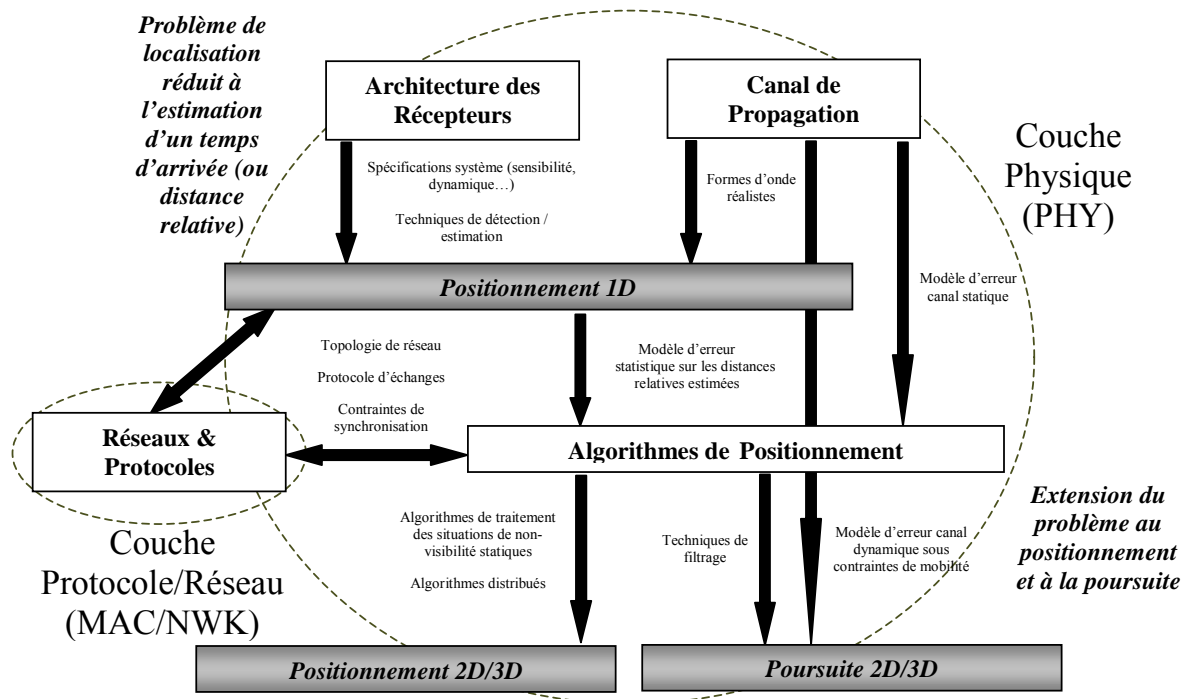 Problème de
localisation
réduit à
l'estimation
d'un temps
d'arrivée (ou
distance
relative)
Architecture des
Récepteurs
Canal de
Propagation
Couche
Physique
(PHY)
Spécifications système (sensibilité,
dynamique…)
Techniques de détection /
estimation
Formes d'onde
réalistes
Modèle d'erreur
canal statique
Positionnement 1D
Topologie de réseau
Protocole d'échanges
Contraintes de
synchronisation
Modèle d'erreur
statistique sur les distances
relatives estimées
Réseaux &
Protocoles
Algorithmes de Positionnement
Couche
Protocole/Réseau
(MAC/NWK)
Algorithmes de traitement
des situations de non-
visibilité statiques
Algorithmes distribués
Techniques de
filtrage
Modèle d'erreur canal
dynamique sous
contraintes de mobilité
Extension du
problème au
positionnement
et à la poursuite
Positionnement 2D/3D
Poursuite 2D/3D